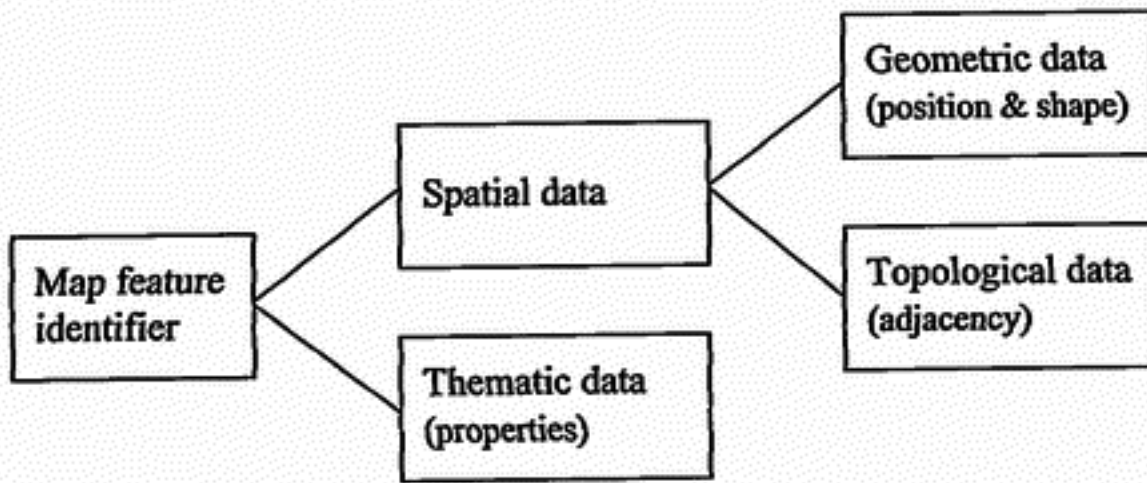 Map feature
identifier
Spatial data
Thematic data
(properties)
Geometric data
(position & shape)
Topological data
(adjacency)